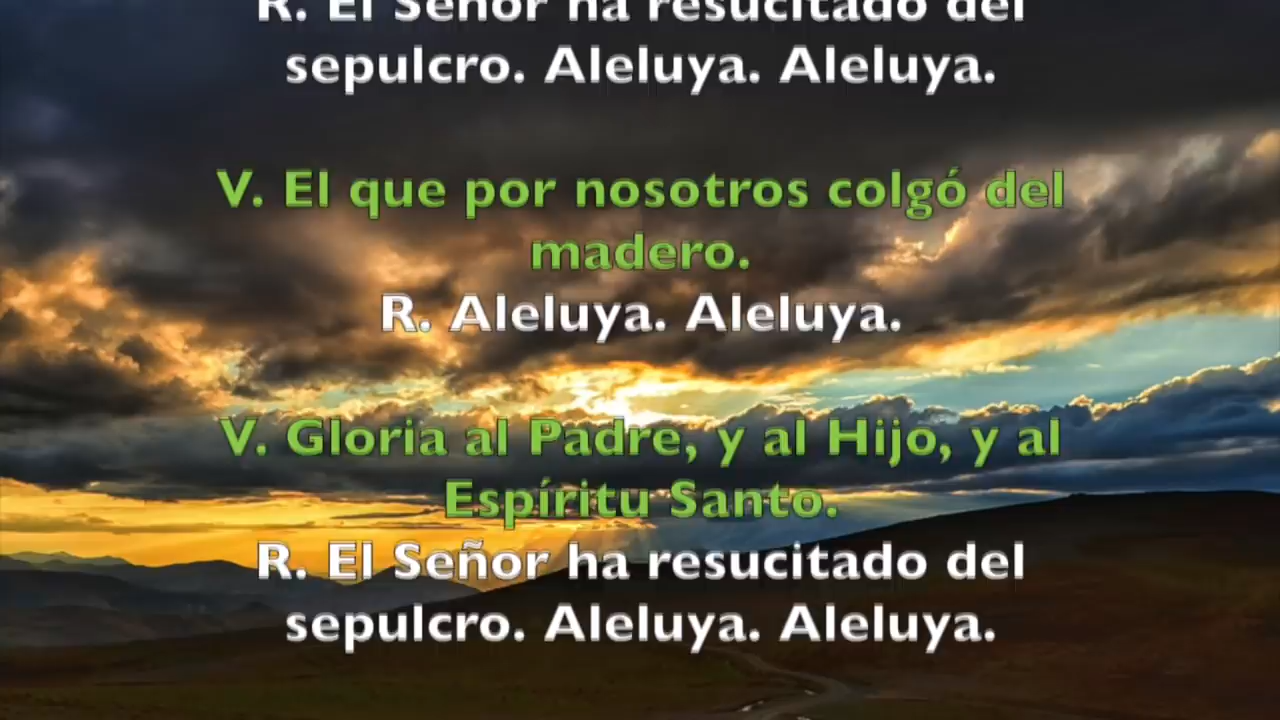 R. El Señor ha resucitado del
sepulcro. Aleluya. Aleluya.
V. El que por nosotros colgó del
madero.
R. Aleluya. Aleluya.
V. Gloria al Padre, y al Hijo, y al
Espíritu Santo.
R. El Señor ha resucitado del
sepulcro. Aleluya. Aleluya.